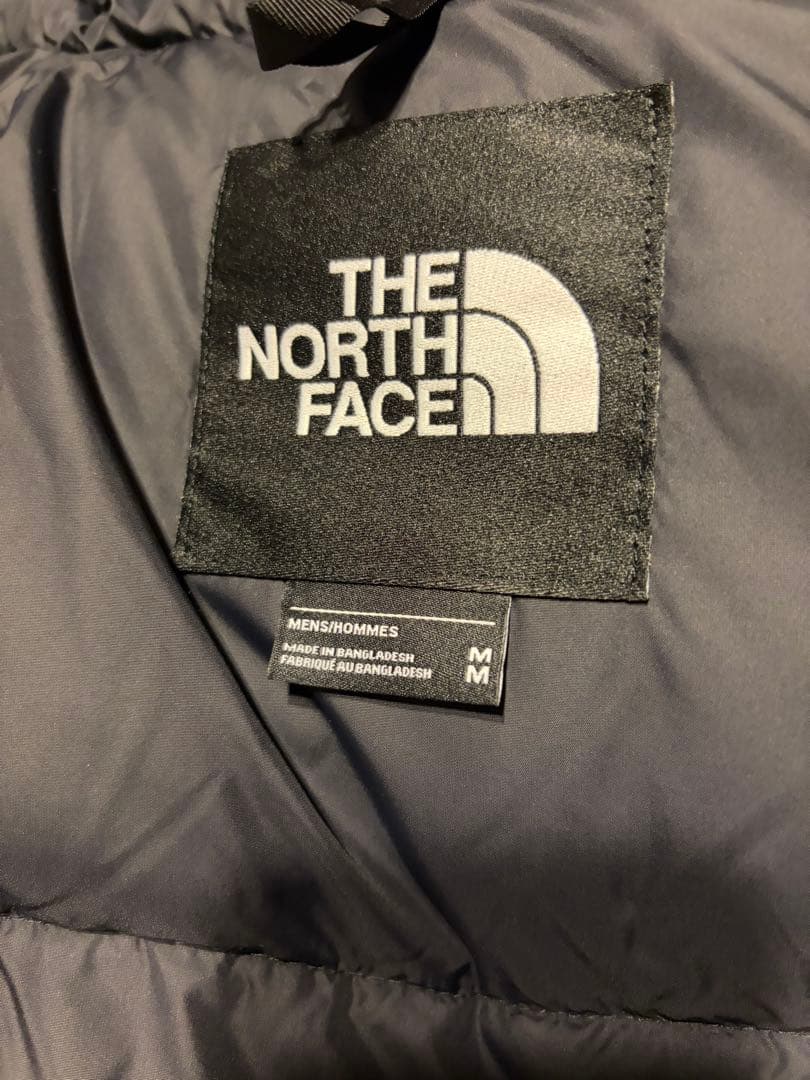 THE
NORTH
FACE
MENS/HOMMES
MADE IN BANGLADESH M
FABRIQUÉ AU BANGLADESH M